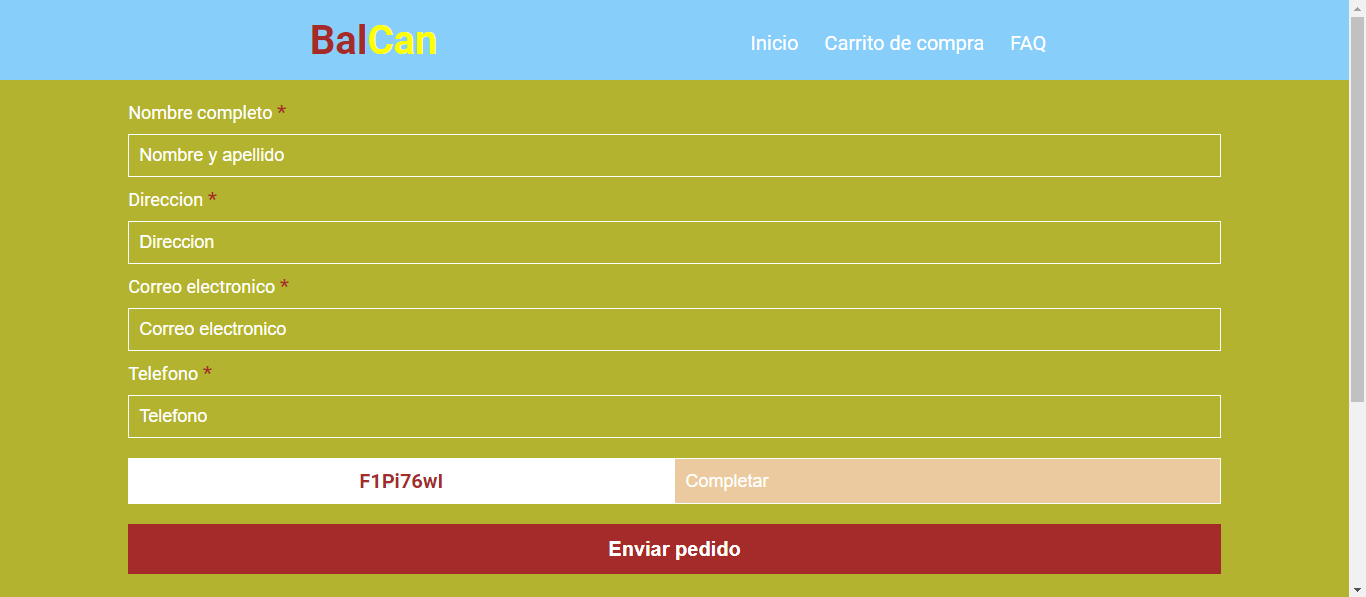 BalCan
Inicio Carrito de compra FAQ
Nombre completo *
Nombre y apellido
Direccion *
Direccion
Correo electronico *
Correo electronico
Telefono *
Telefono
F1Pi76wI Completar
Enviar pedido